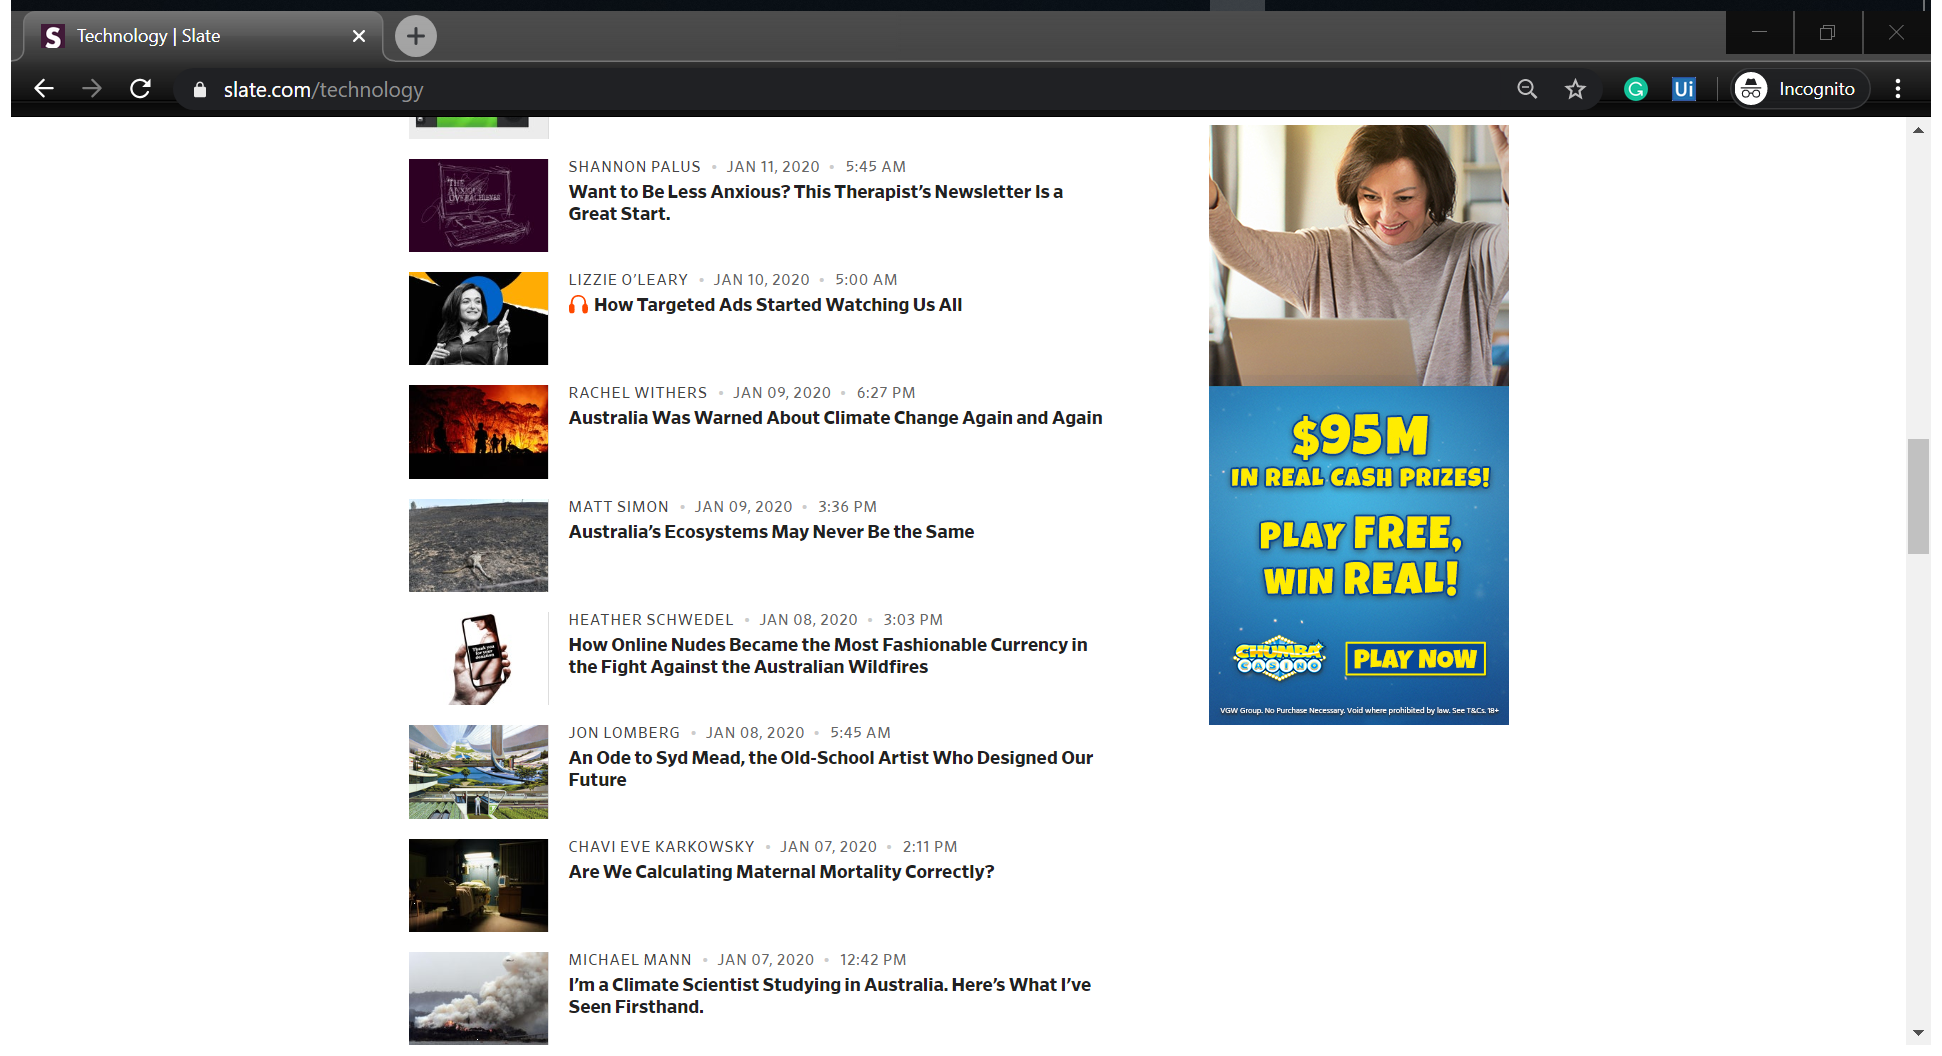 Technology | Slate
slate.com/technology
Ui
Incognito
SHANNON PALUS • JAN 11, 2020 • 5:45 AM
Want to Be Less Anxious? This Therapist's Newsletter Is a
Great Start.
THE
ANXIOUS
OVERACHIEVER
LIZZIE O'LEARY • JAN 10, 2020 • 5:00 AM
How Targeted Ads Started Watching Us All
RACHEL WITHERS • JAN 09, 2020 • 6:27 PM
Australia Was Warned About Climate Change Again and Again
MATT SIMON • JAN 09, 2020 • 3:36 PM
Australia's Ecosystems May Never Be the Same
HEATHER SCHWEDEL • JAN 08, 2020 • 3:03 PM
How Online Nudes Became the Most Fashionable Currency in
the Fight Against the Australian Wildfires
Thank you
for your
donation
JON LOMBERG • JAN 08, 2020 • 5:45 AM
An Ode to Syd Mead, the Old-School Artist Who Designed Our
Future
CHAVI EVE KARKOWSKY • JAN 07, 2020 • 2:11 PM
Are We Calculating Maternal Mortality Correctly?
MICHAEL MANN • JAN 07, 2020 • 12:42 PM
I'm a Climate Scientist Studying in Australia. Here's What I've
Seen Firsthand.
$95M
IN REAL CASH PRIZES!
PLAY FREE,
WIN REAL!
CHUMBA
CASINO
PLAY NOW
VGW Group. No Purchase Necessary. Void where prohibited by law. See T&Cs. 18+